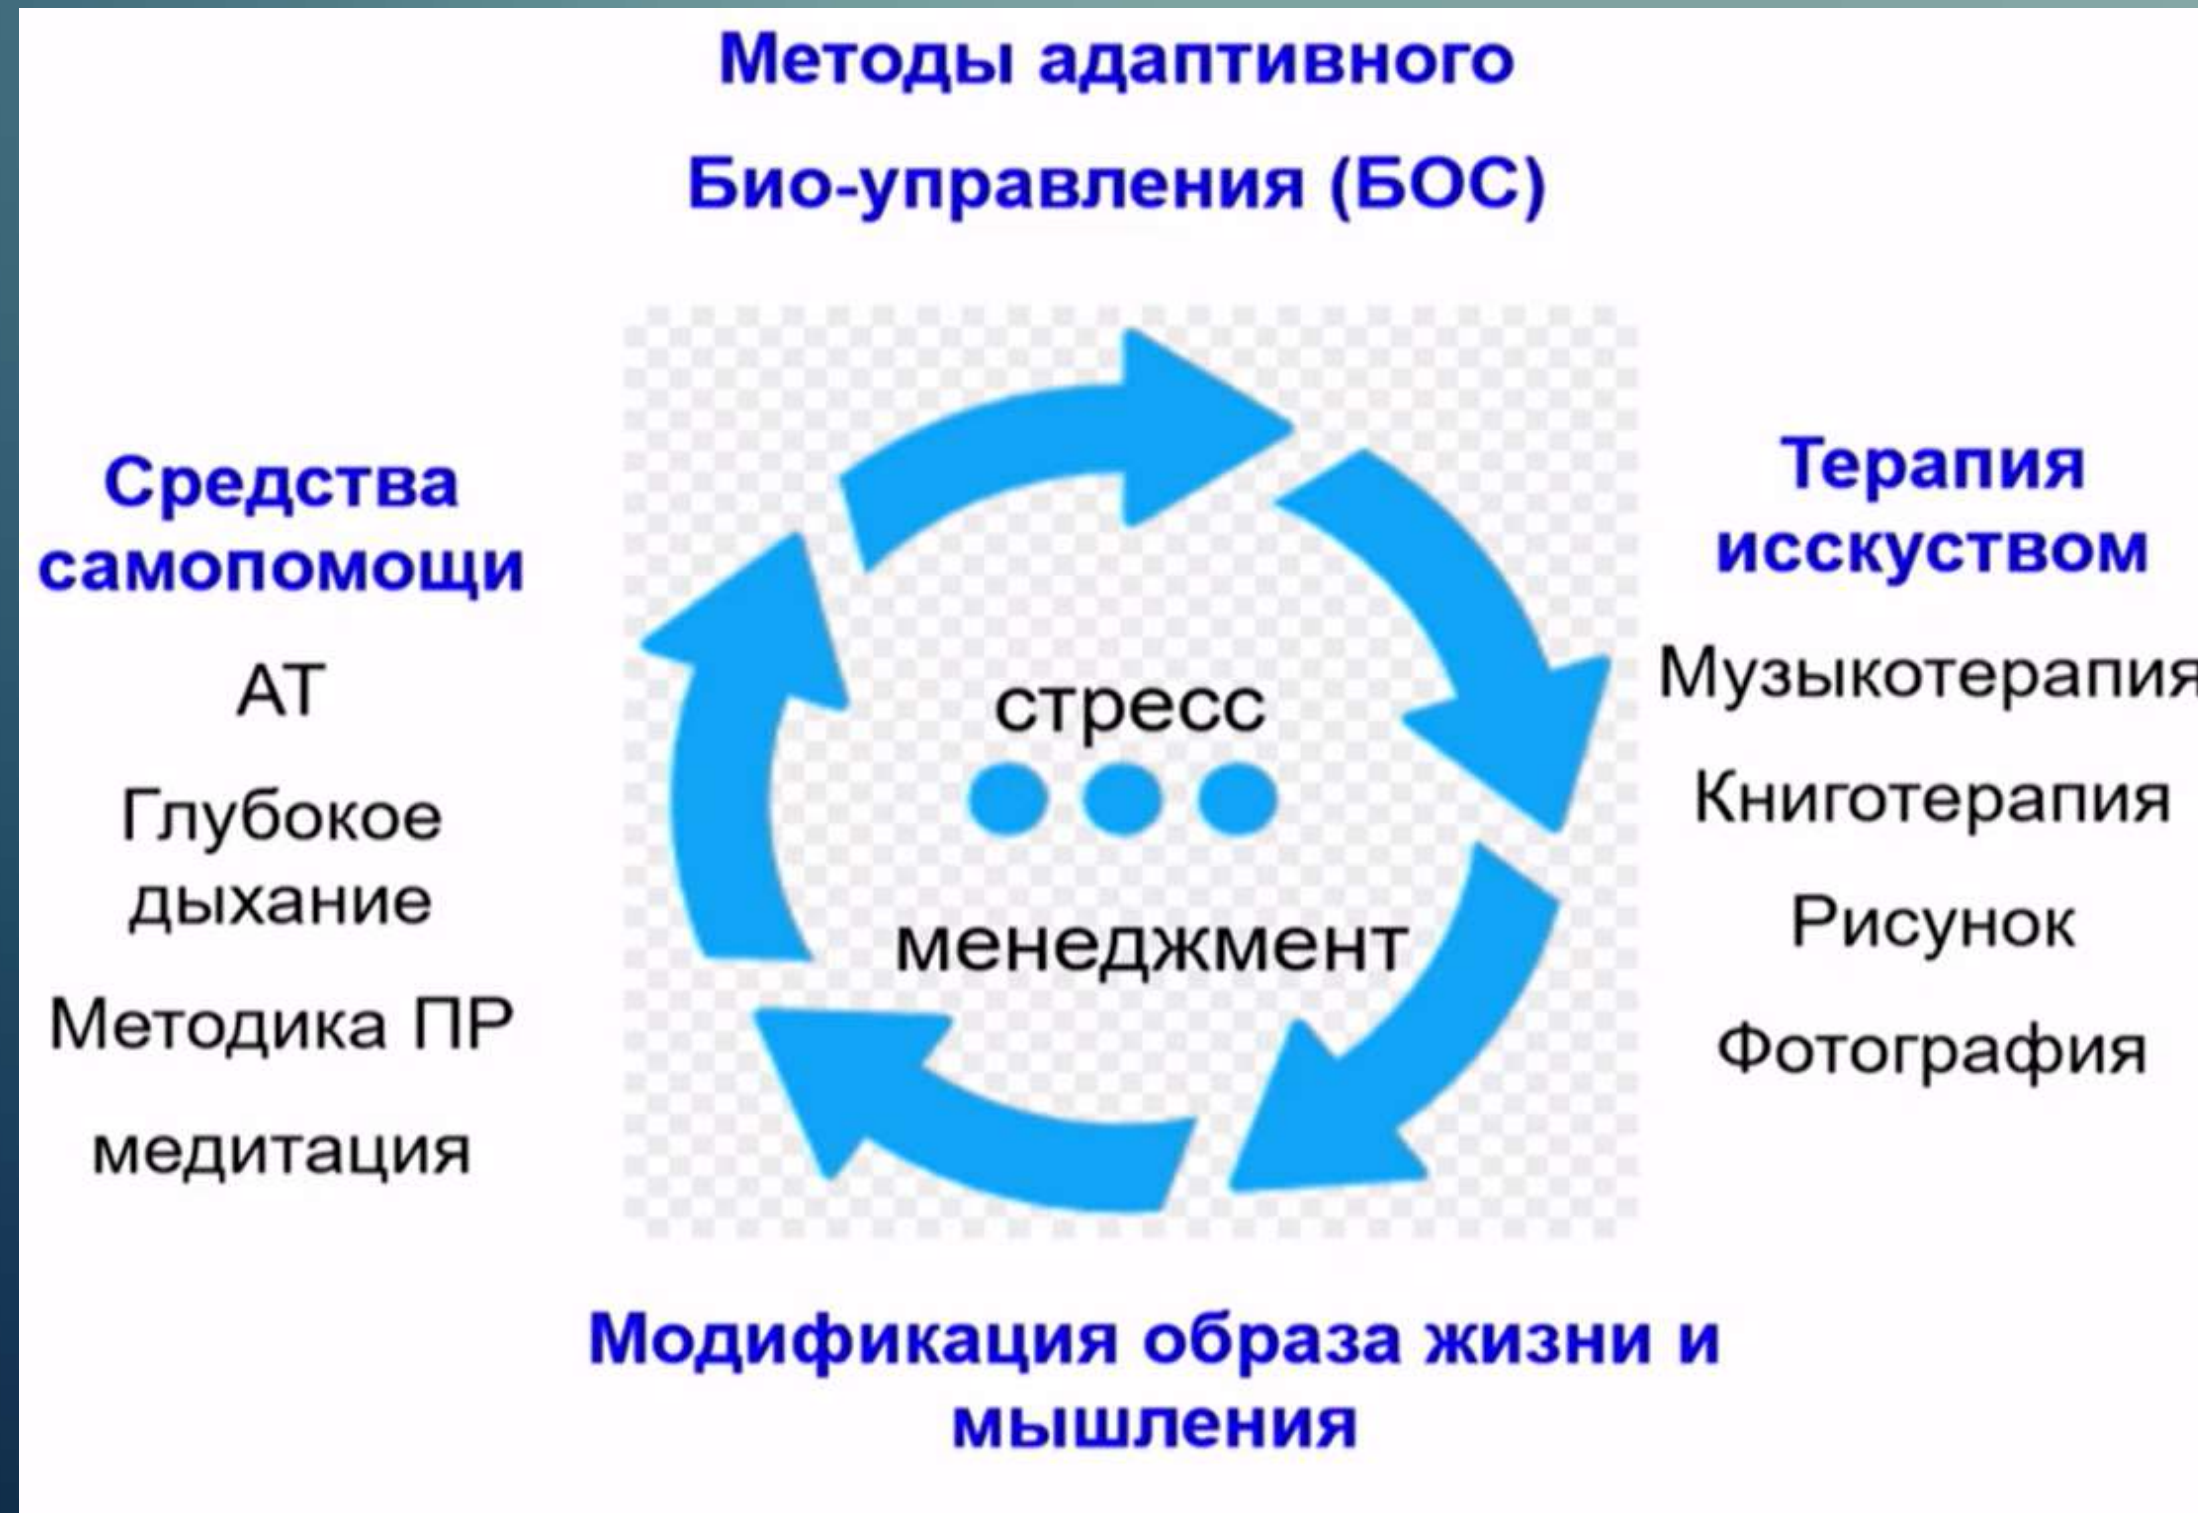 Методы адаптивного
Био-управления (БОС)
Средства
самопомощи
АТ
Глубокое
дыхание
Методика ПР
медитация
стресс
менеджмент
Терапия
исскуством
Музыкотерапия
Книготерапия
Рисунок
Фотография
Модификация образа жизни и
мышления